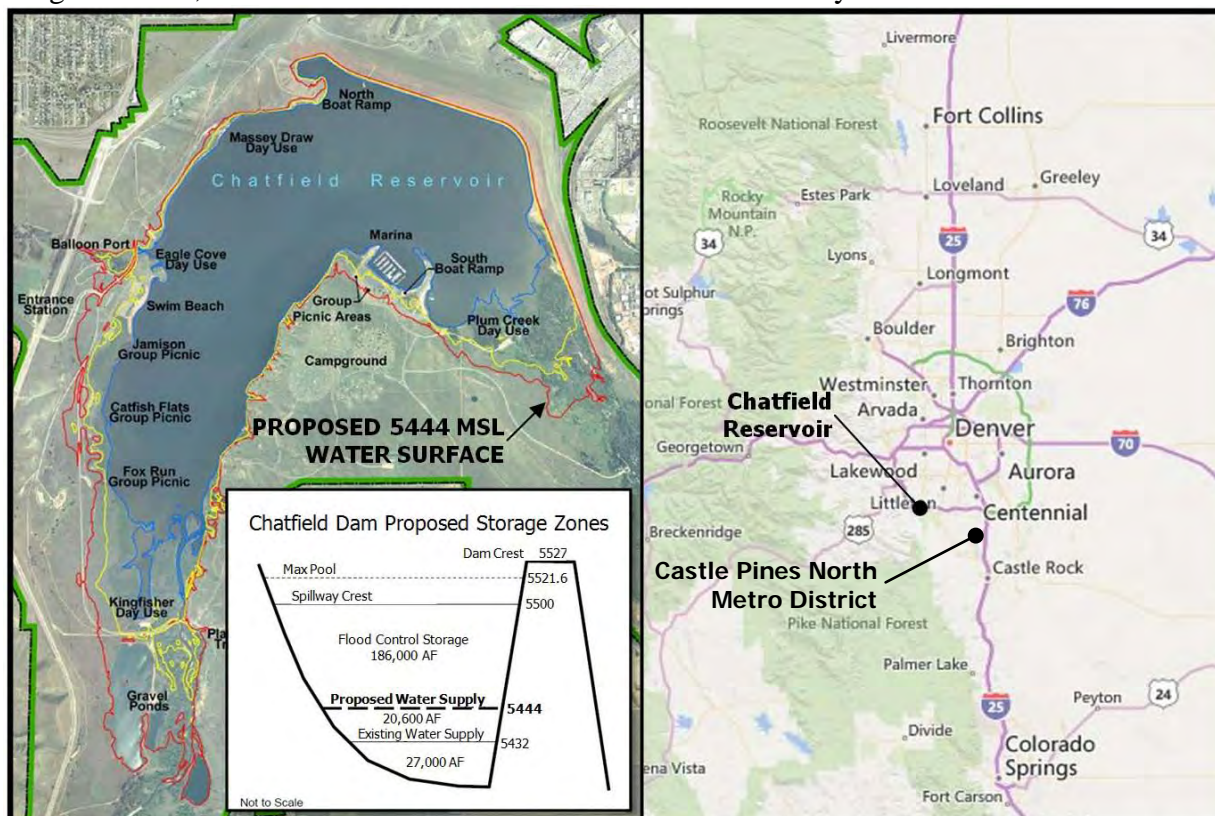 North
Boat Ramp
Massey Draw
Day Use
Chatfield Reservoir
Balloon Port
Eagle Cove
Day Use
Marina
South
Boat Ramp
Entrance
Station
Swim Beach
Group
Picnic Areas
Plum Creek
Day Use
Jamison
Group Picnic
Campground
Catfish Flats
Group Picnic
PROPOSED 5444 MSL
WATER SURFACE
Fox Run
Group Picnic
Kingfisher
Day Use
Gravel
Ponds
Chatfield Dam Proposed Storage Zones
Dam Crest 5527
Max Pool
5521.6
Spillway Crest
5500
Flood Control Storage
186,000 AF
Proposed Water Supply
5444
20,600 AF
Existing Water Supply
5432
27,000 AF
Not to Scale
Livermore
Fort Collins
Roosevelt National Forest
Greeley
Loveland
Estes Park
Rocky
Mountain
N.P.
34
25
34
Lyons
Longmont
76
Boulder
Brighton
Westminster
Thornton
Chatfield
Reservoir
Arvada
Denver
Georgetown
70
Lakewood
Aurora
Centennial
Breckenridge
285
Castle Pines North
Metro District
Castle Rock
Pike National Forest
Palmer Lake
Peyton
24
25
Divide
Colorado
Springs
Fort Carson